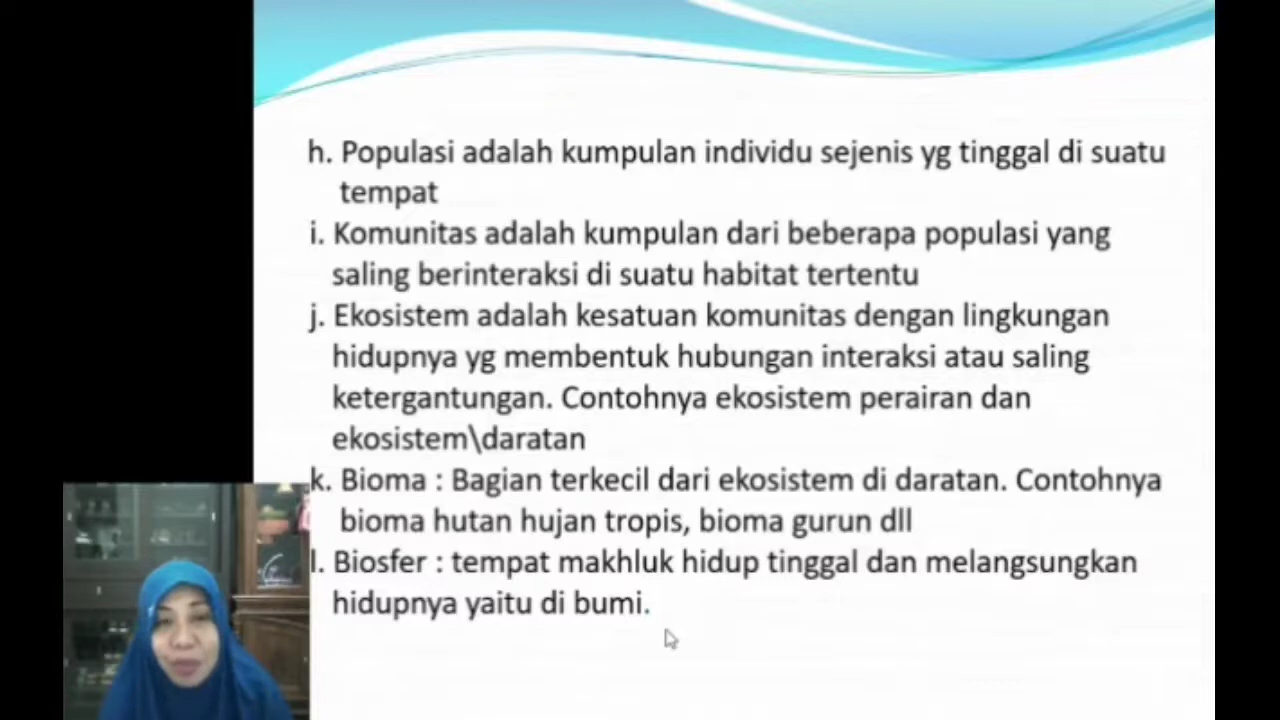 h. Populasi adalah kumpulan individu sejenis yg tinggal di suatu
tempat
i. Komunitas adalah kumpulan dari beberapa populasi yang
saling berinteraksi di suatu habitat tertentu
j. Ekosistem adalah kesatuan komunitas dengan lingkungan
hidupnya yg membentuk hubungan interaksi atau saling
ketergantungan. Contohnya ekosistem perairan dan
ekosistem\daratan
k. Bioma : Bagian terkecil dari ekosistem di daratan. Contohnya
bioma hutan hujan tropis, bioma gurun dll
l. Biosfer : tempat makhluk hidup tinggal dan melangsungkan
hidupnya yaitu di bumi.